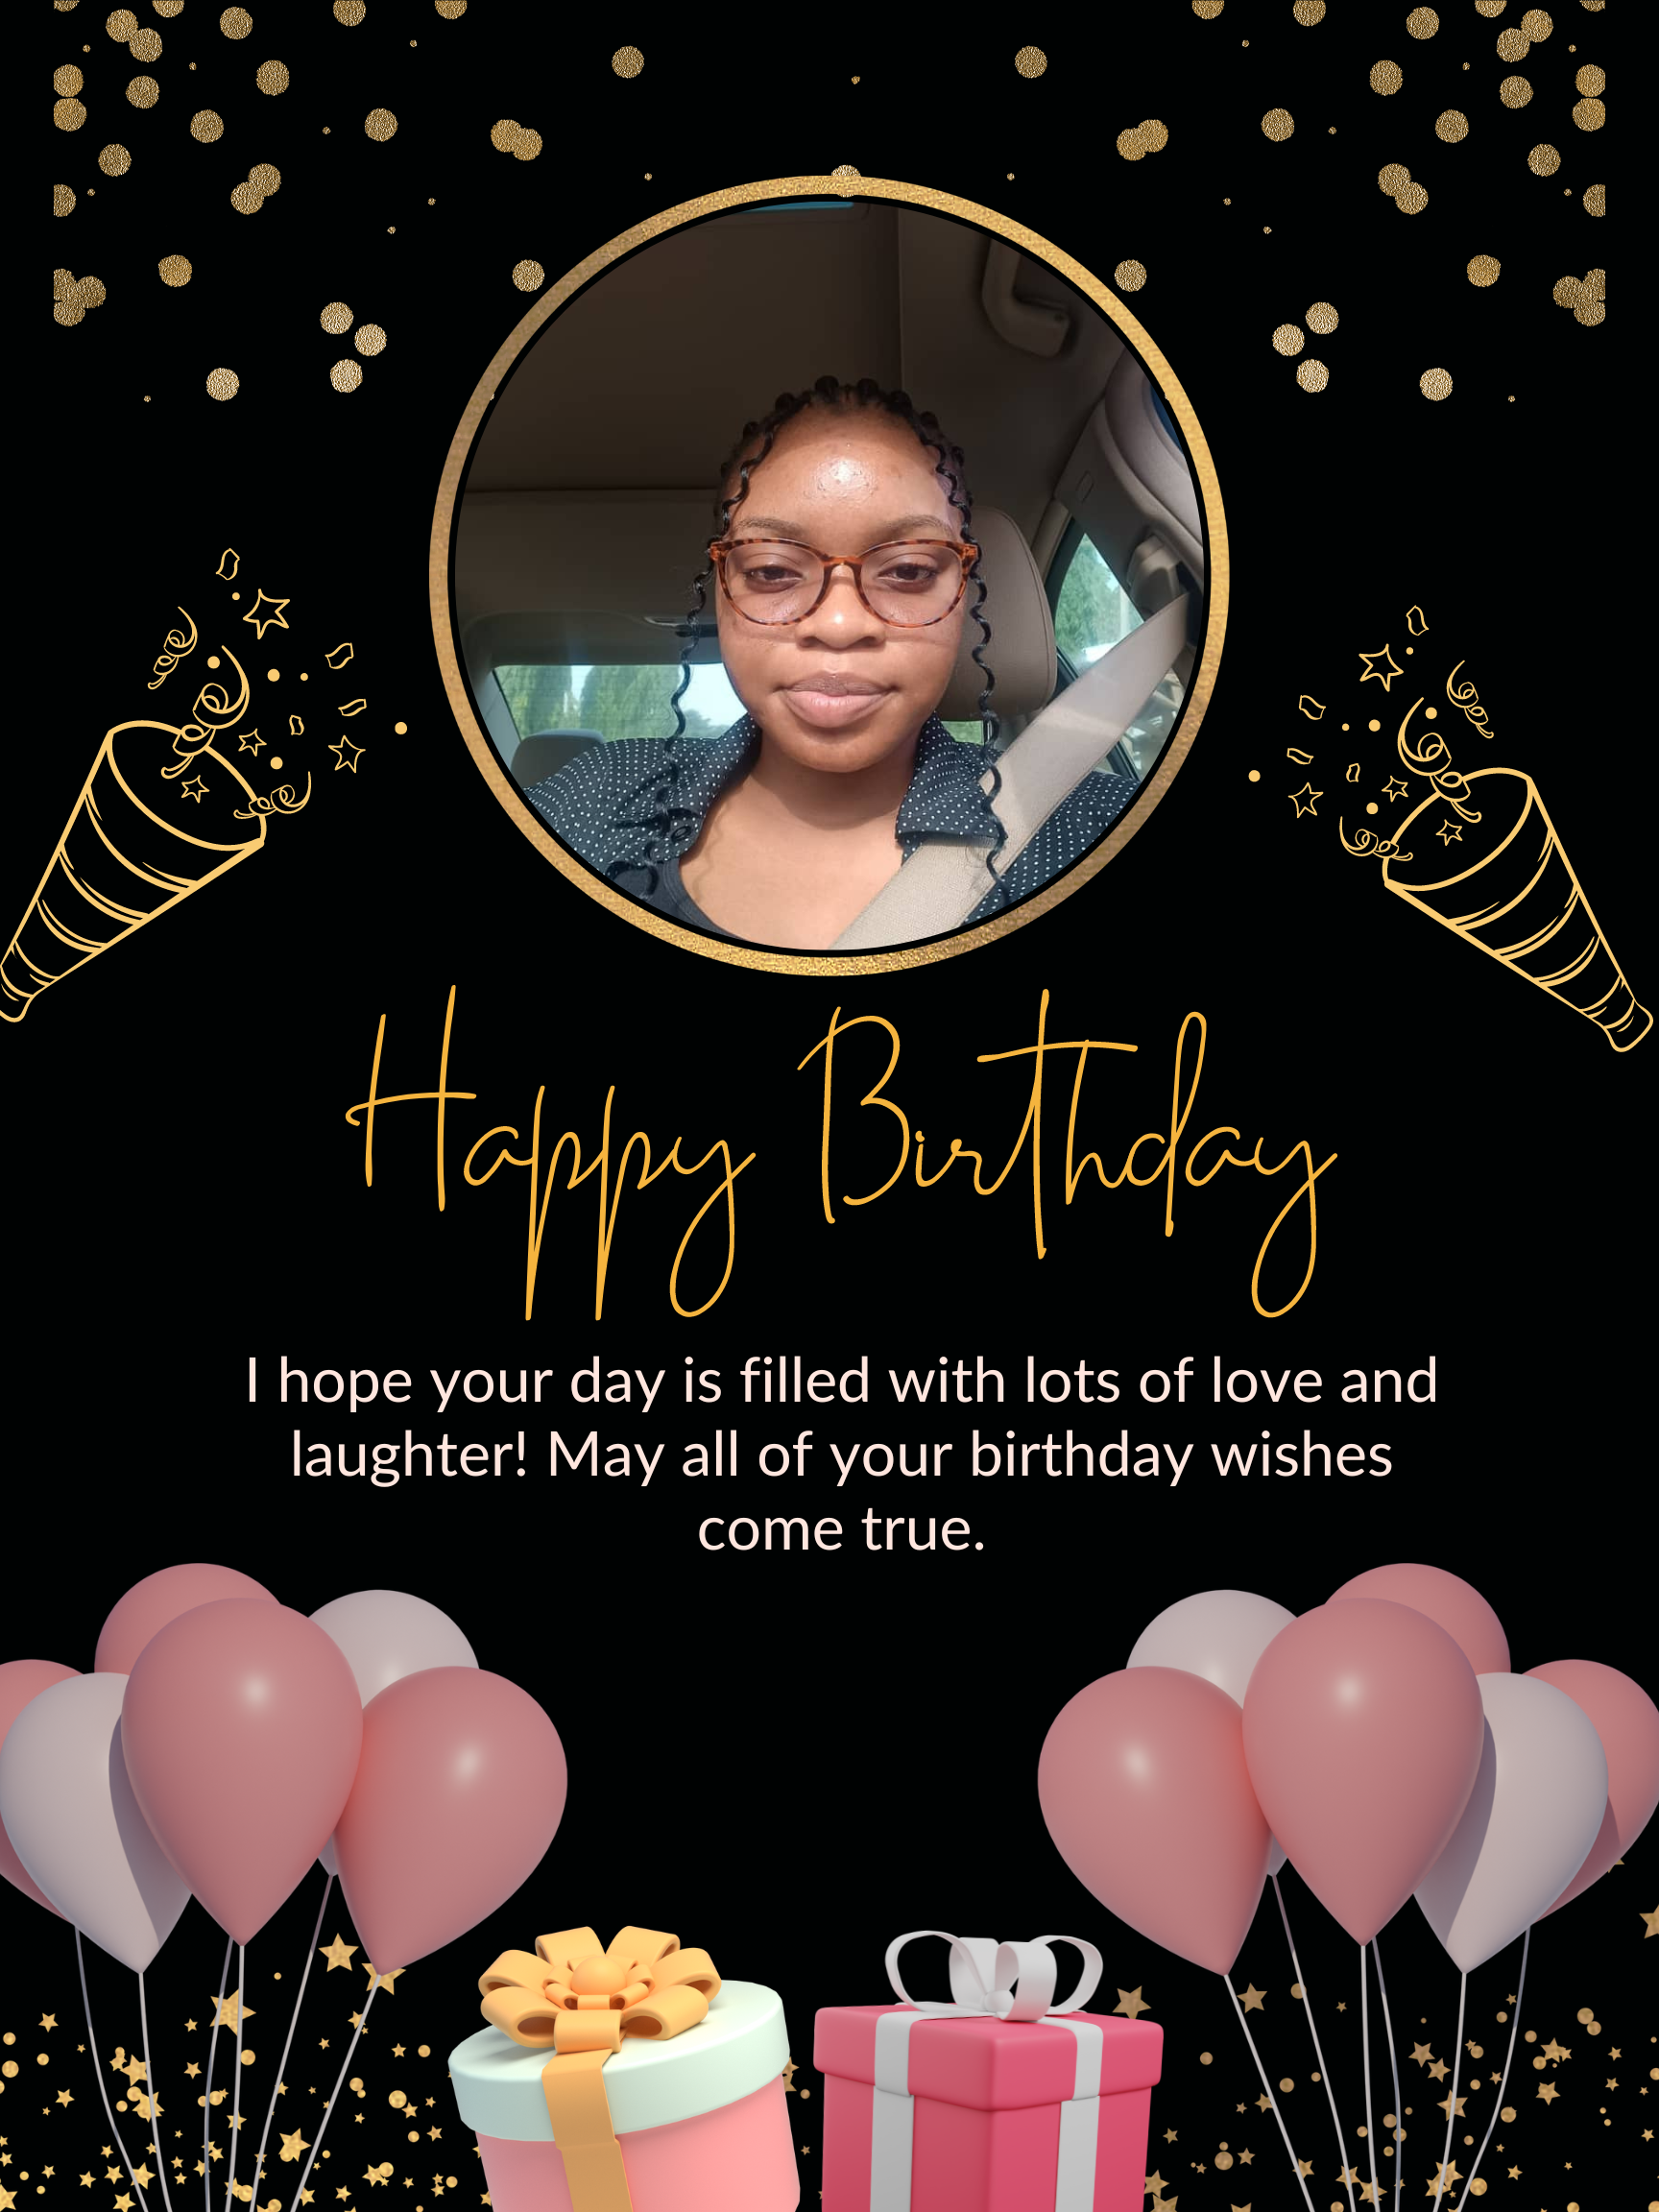 Happy Birthday
I hope your day is filled with lots of love and
laughter! May all of your birthday wishes
come true.